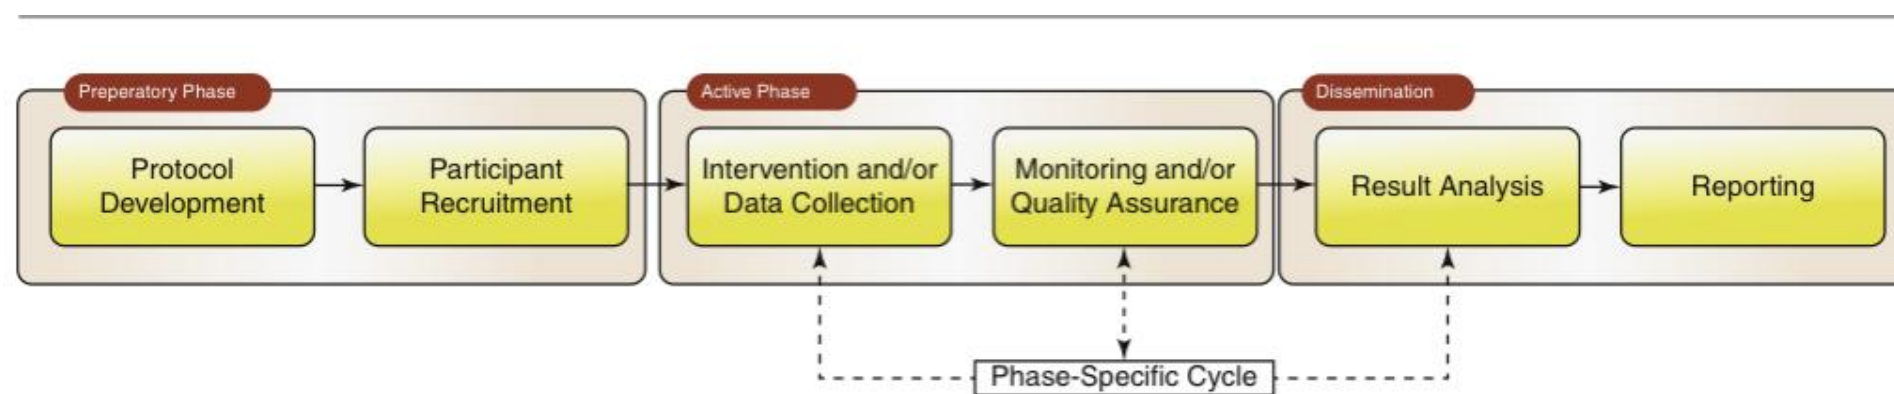 Preperatory Phase
Protocol
Development
Participant
Recruitment
Active Phase
Intervention and/or
Data Collection
Monitoring and/or
Quality Assurance
Dissemination
Result Analysis
Reporting
Phase-Specific Cycle